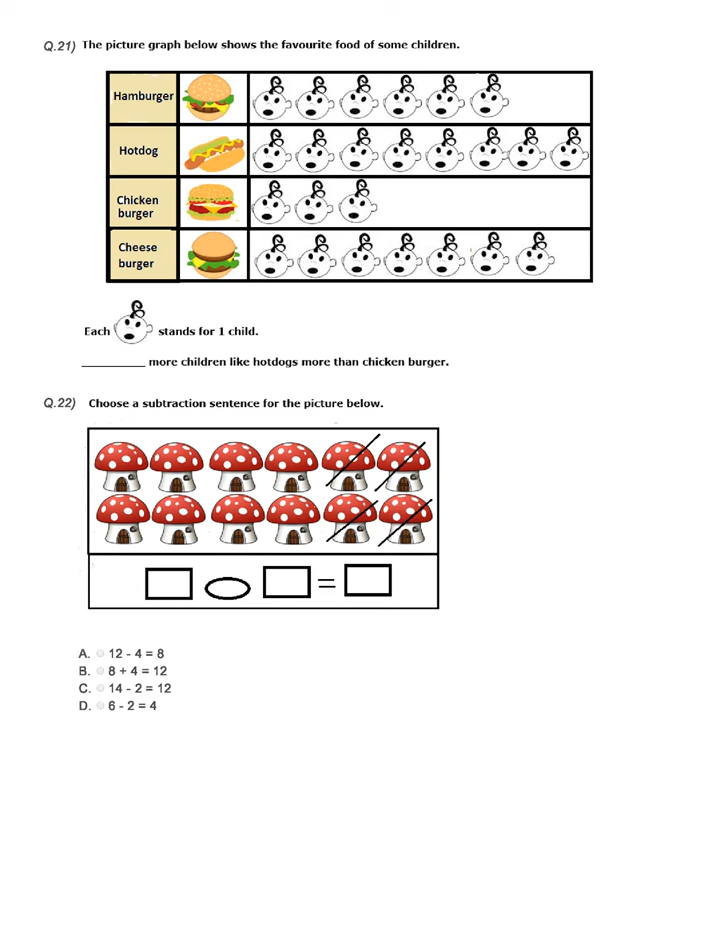 Q.21) The picture graph below shows the favourite food of some children.
Hamburger
Hotdog
Chicken
burger
Cheese
burger
Each stands for 1 child.
__________ more children like hotdogs more than chicken burger.
Q.22) Choose a subtraction sentence for the picture below.
=
A. 12 - 4 = 8
B. 8 + 4 = 12
C. 14 - 2 = 12
D. 6 - 2 = 4